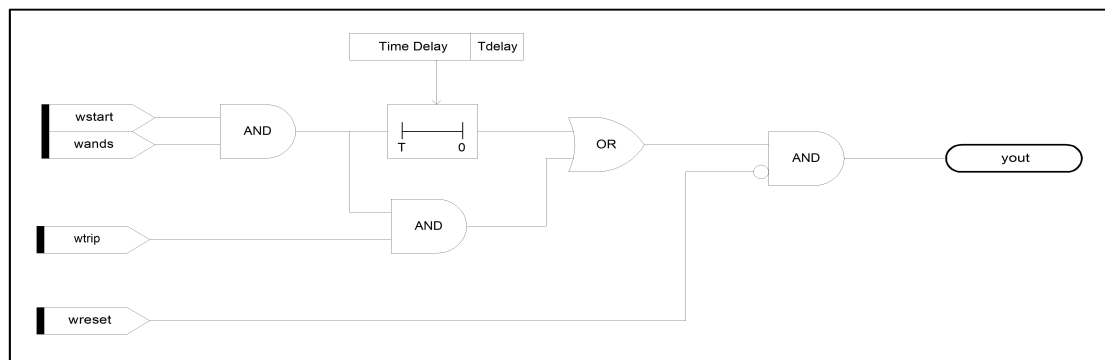 Time Delay Tdelay
wstart
AND
wands
T 0
OR
AND
yout
AND
wtrip
wreset